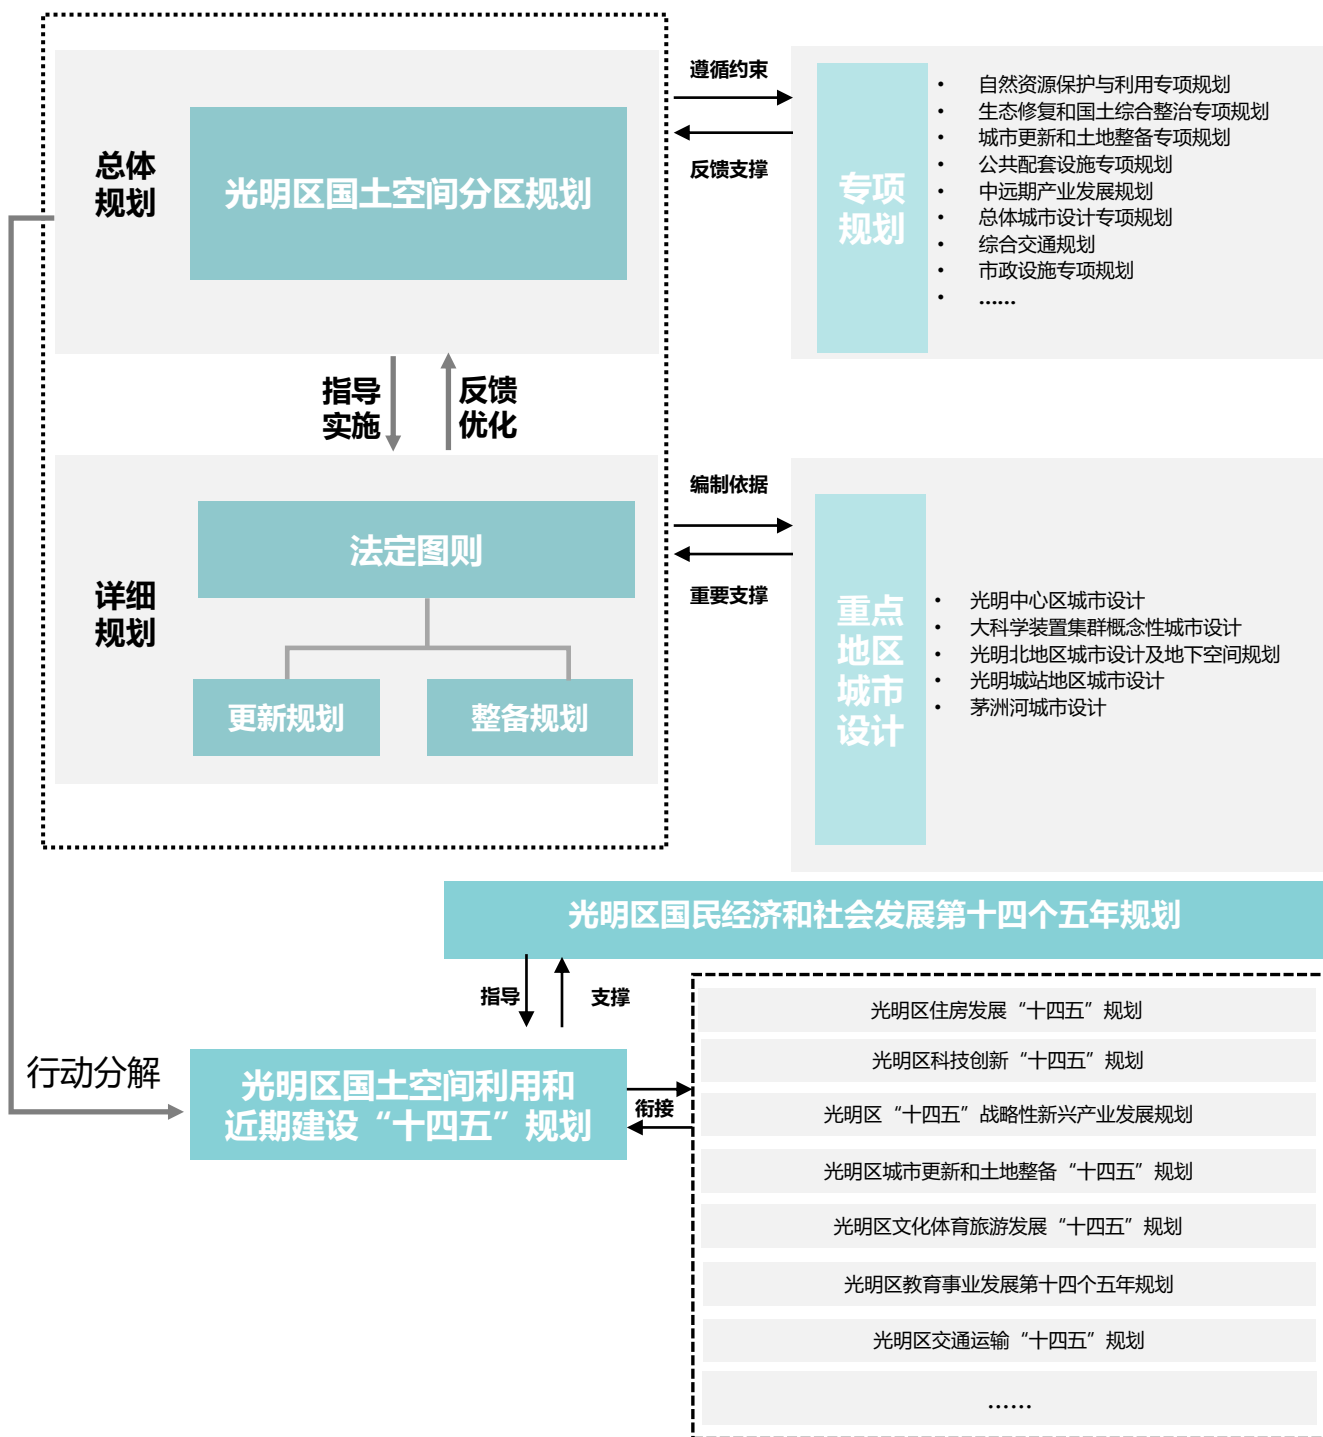 总体
规划
光明区国土空间分区规划
遵循约束
反馈支撑
专项
规划
• 自然资源保护与利用专项规划
• 生态修复和国土综合整治专项规划
• 城市更新和土地整备专项规划
• 公共配套设施专项规划
• 中远期产业发展规划
• 总体城市设计专项规划
• 综合交通规划
• 市政设施专项规划
• ……
指导
实施
反馈
优化
详细
规划
法定图则
更新规划
整备规划
编制依据
重要支撑
重点
地区
城市
设计
• 光明中心区城市设计
• 大科学装置集群概念性城市设计
• 光明北地区城市设计及地下空间规划
• 光明城站地区城市设计
• 茅洲河城市设计
光明区国民经济和社会发展第十四个五年规划
指导
支撑
行动分解
光明区国土空间利用和
近期建设“十四五”规划
衔接
光明区住房发展“十四五”规划
光明区科技创新“十四五”规划
光明区“十四五”战略性新兴产业发展规划
光明区城市更新和土地整备“十四五”规划
光明区文化体育旅游发展“十四五”规划
光明区教育事业发展第十四个五年规划
光明区交通运输“十四五”规划
……